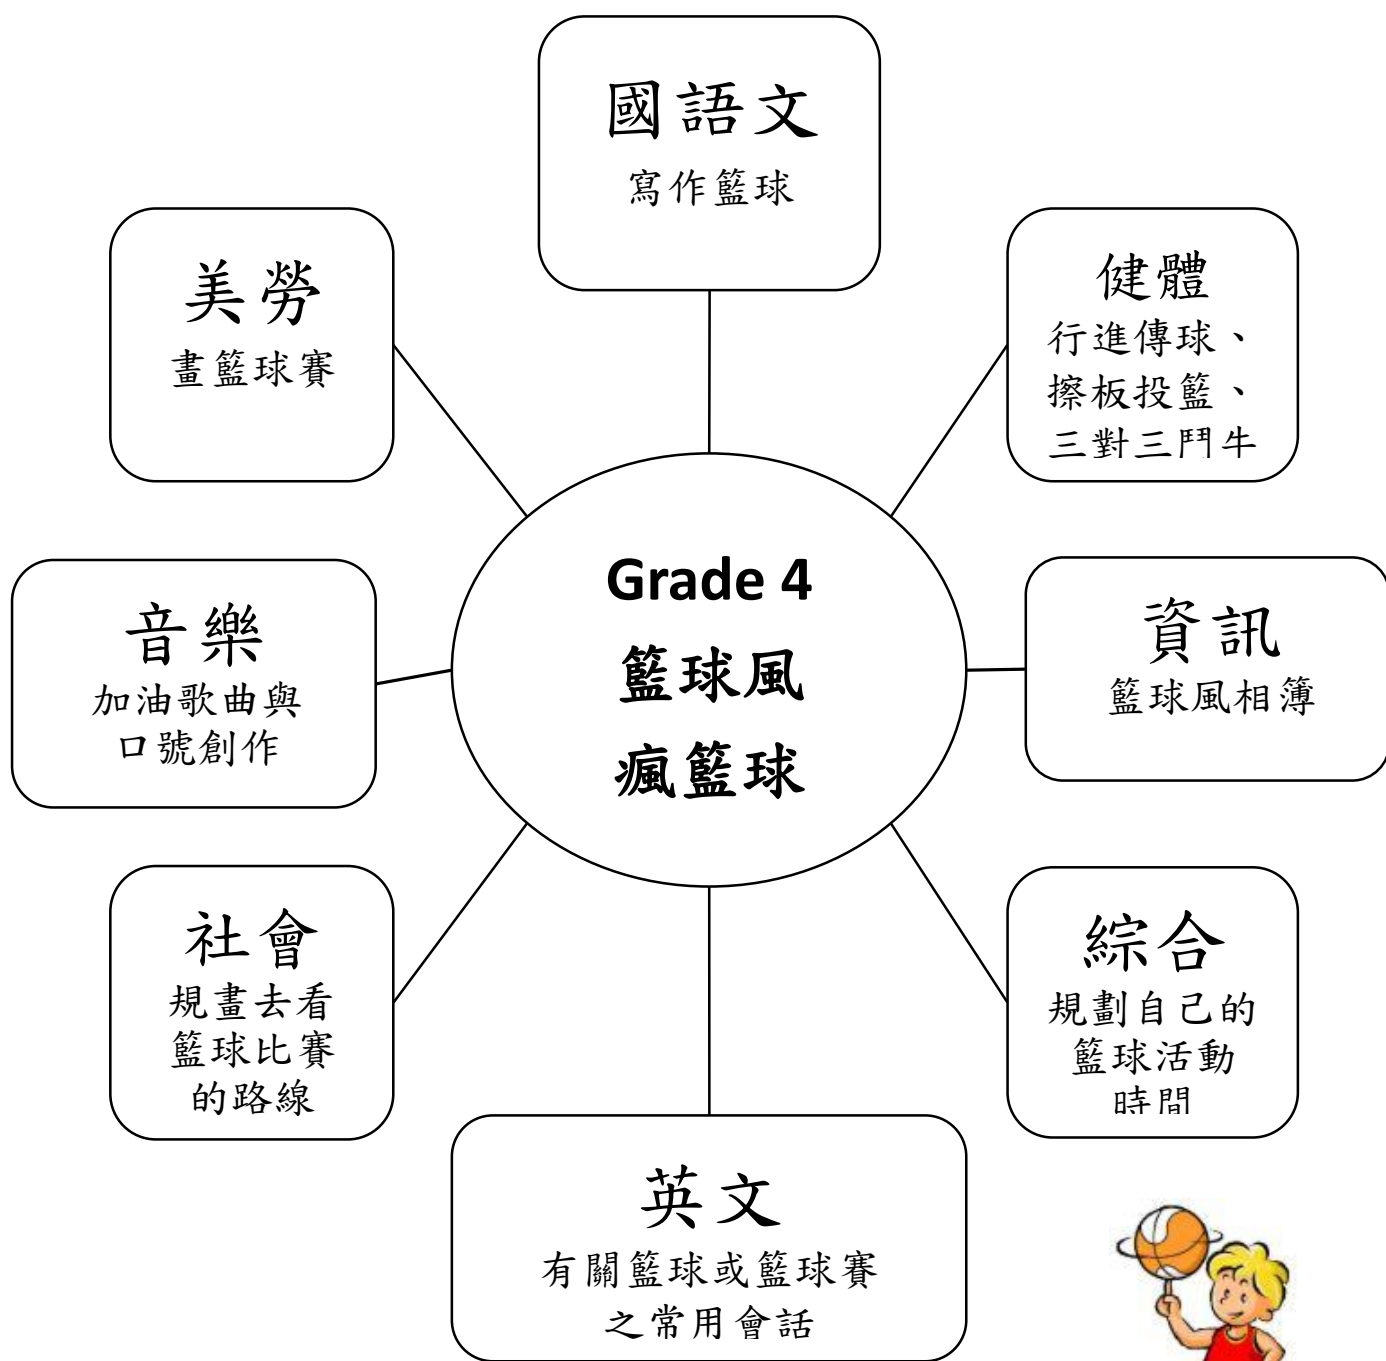 國語文
寫作籃球
美勞
畫籃球賽
健體
行進傳球、
擦板投籃、
三對三鬥牛
Grade 4
籃球風
瘋籃球
音樂
加油歌曲與
口號創作
資訊
籃球風相簿
社會
規畫去看
籃球比賽
的路線
綜合
規劃自己的
籃球活動
時間
英文
有關籃球或籃球賽
之常用會話